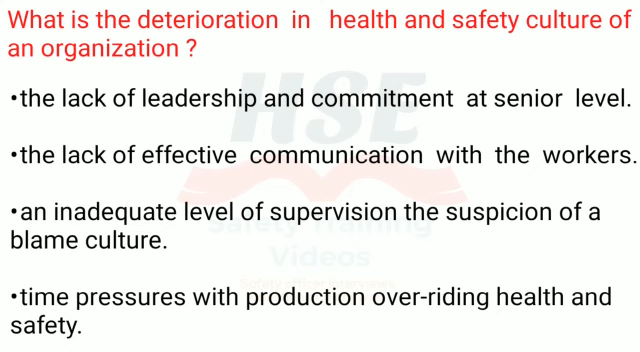 What is the deterioration in health and safety culture of
an organization ?
•the lack of leadership and commitment at senior level.
•the lack of effective communication with the workers.
•an inadequate level of supervision the suspicion of a
blame culture.
•time pressures with production over-riding health and
safety.
HSE
Safety Training
Videos